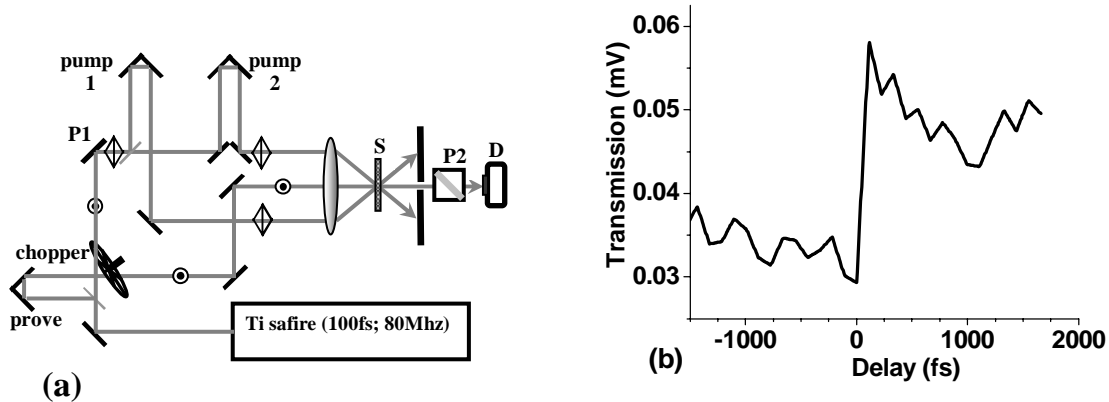 pump
1
pump
2
P1
S
P2
D
chopper
prove
Ti safire (100fs; 80Mhz)
(a)
0.06
0.05
0.04
0.03
Transmission (mV)
-1000
0
1000
2000
Delay (fs)
(b)